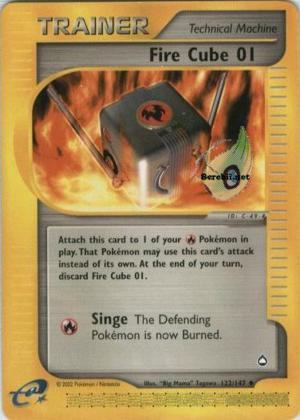 TRAINER
Technical Machine
Fire Cube 01
Berebil.net
Attach this card to 1 of your Pokémon in
play. That Pokémon may use this card's attack
instead of its own. At the end of your turn,
discard Fire Cube 01.
Singe The Defending
Pokémon is now Burned.
©2002 Pokémon / Nintendo
Illus. "Big Mama" Tagawa 122/147